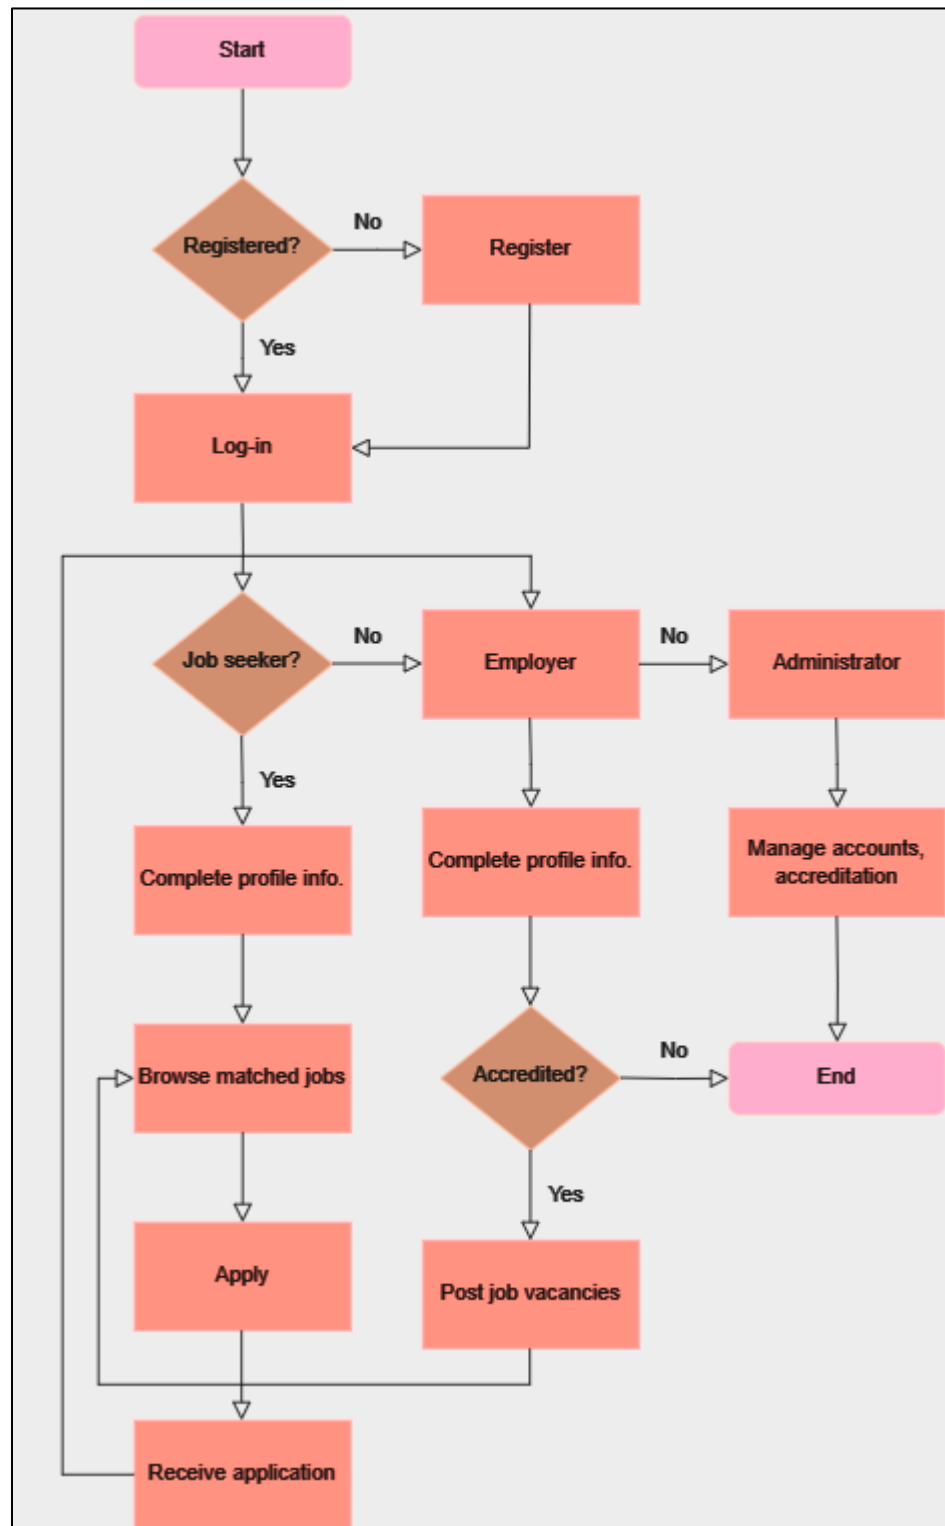 Start
Registered?
No
Register
Yes
Log-in
Job seeker?
No
Employer
No
Administrator
Yes
Complete profile info.
Complete profile info.
Manage accounts,
accreditation
Browse matched jobs
Accredited?
No
End
Yes
Apply
Post job vacancies
Receive application